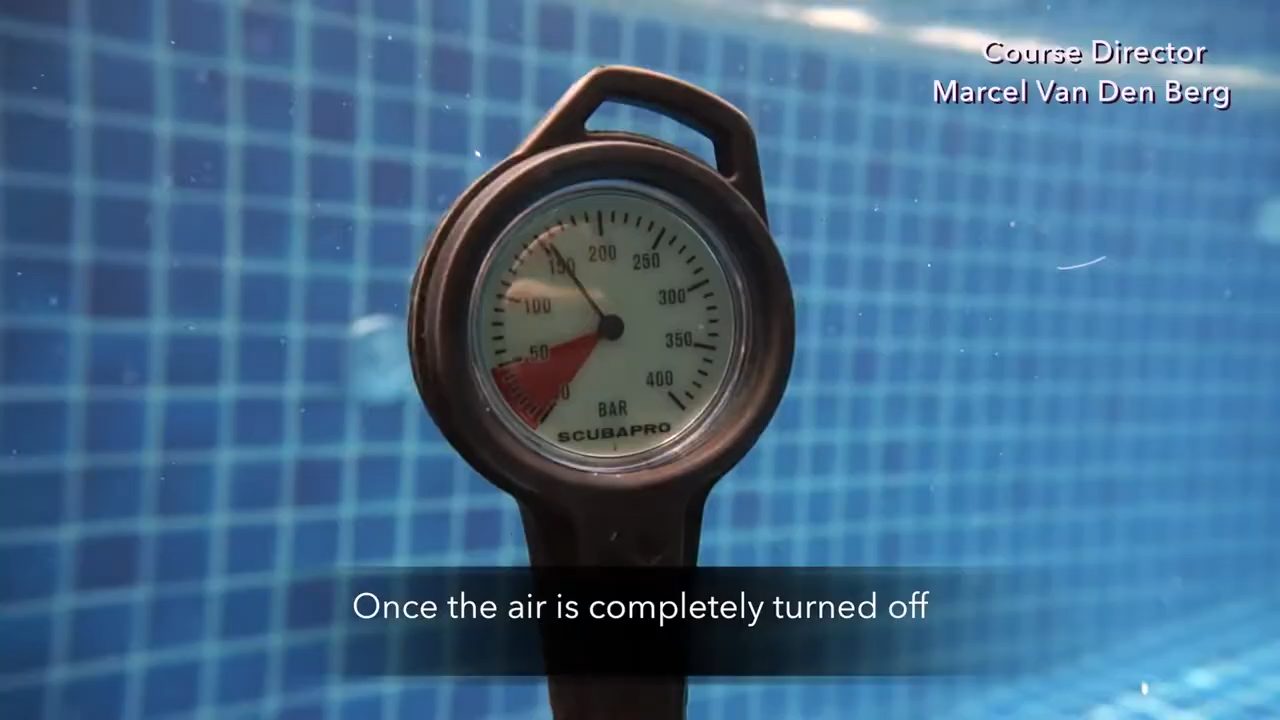 Course Director
Marcel Van Den Berg
200
150
250
100
300
50
350
0
400
BAR
SCUBAPRO
Once the air is completely turned off